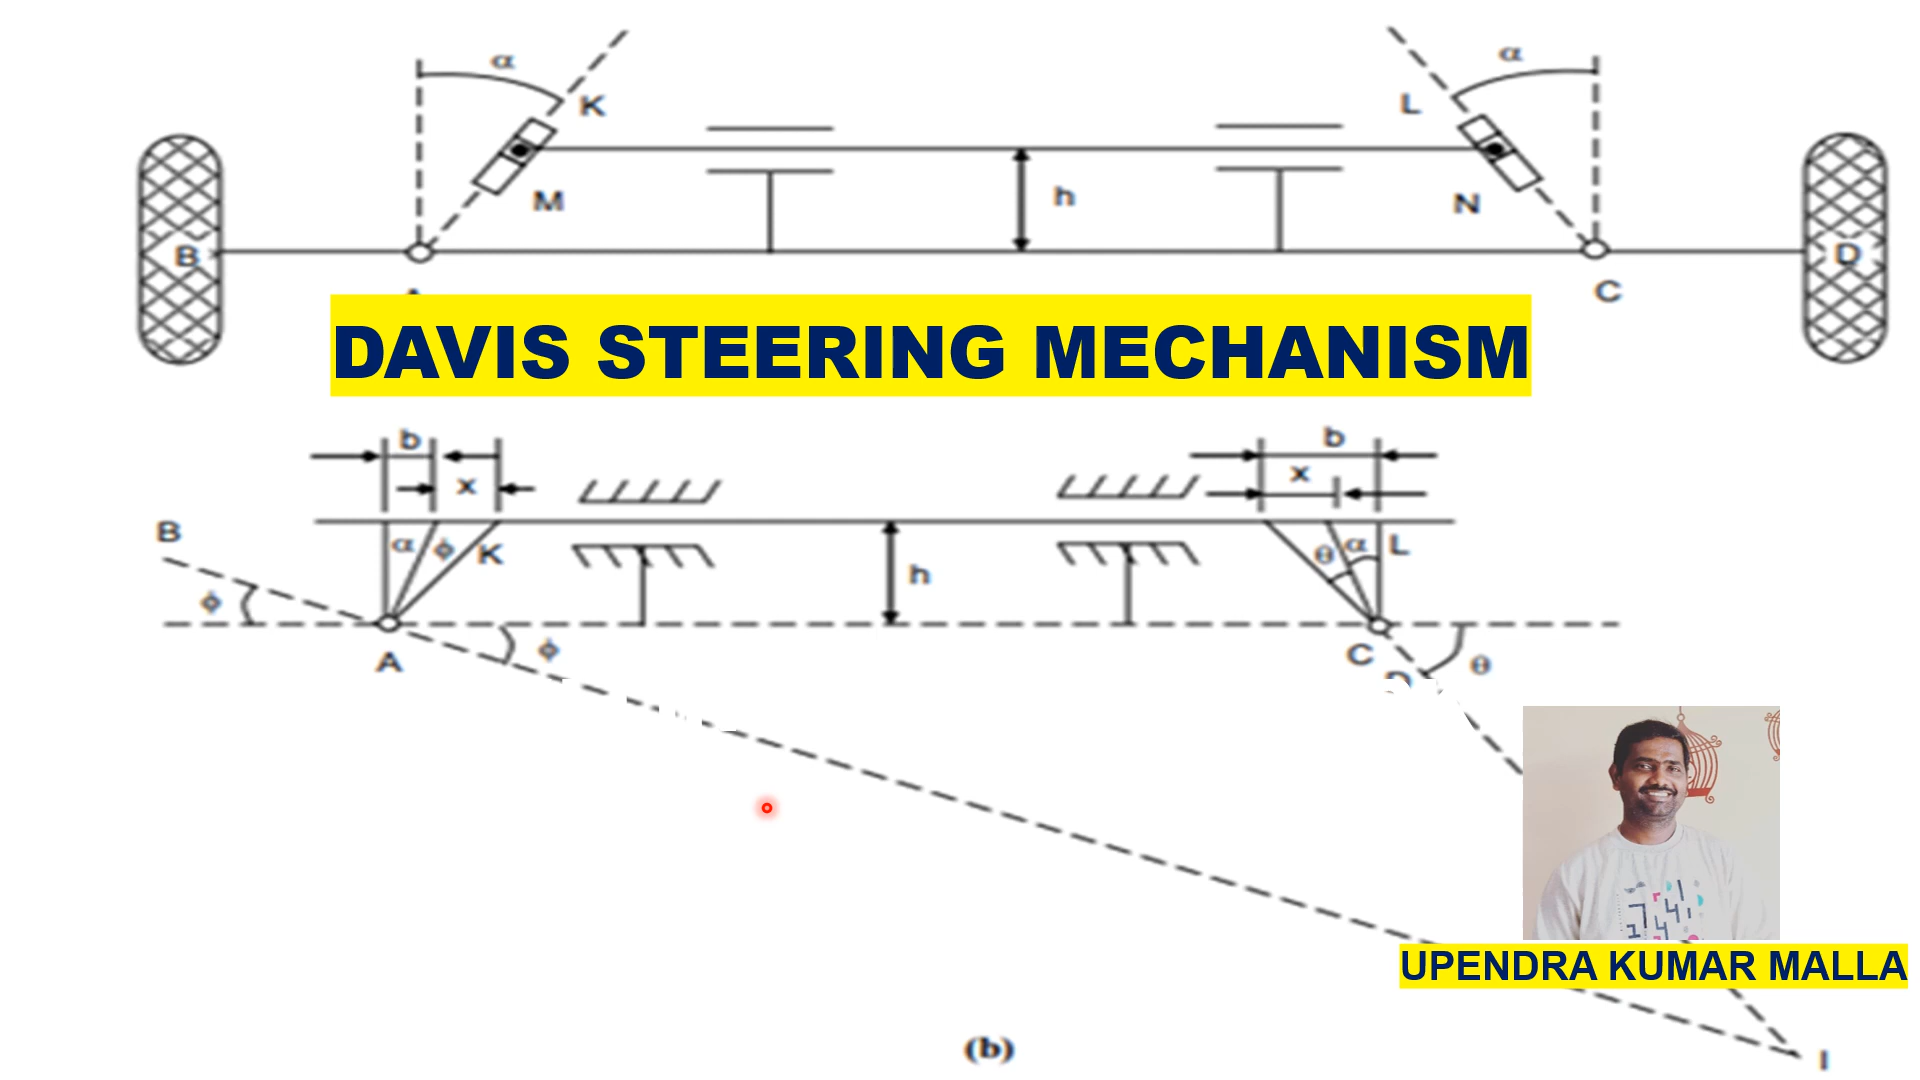 α
α
K
L
M
N
h
B
D
C
DAVIS STEERING MECHANISM
b
b
x
x
B
α
ϕ
K
θ
α
L
h
ϕ
A
ϕ
C
θ
UPENDRA KUMAR MALLA
(b)
I